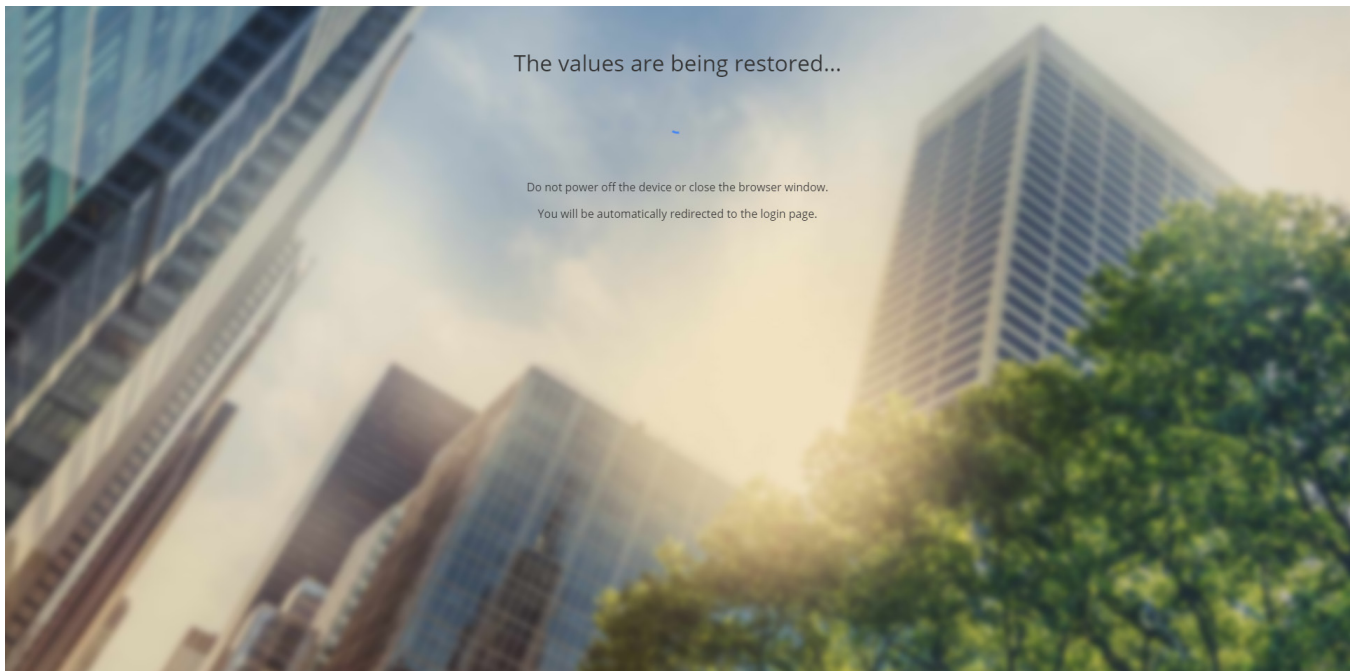 The values are being restored...
Do not power off the device or close the browser window.
You will be automatically redirected to the login page.